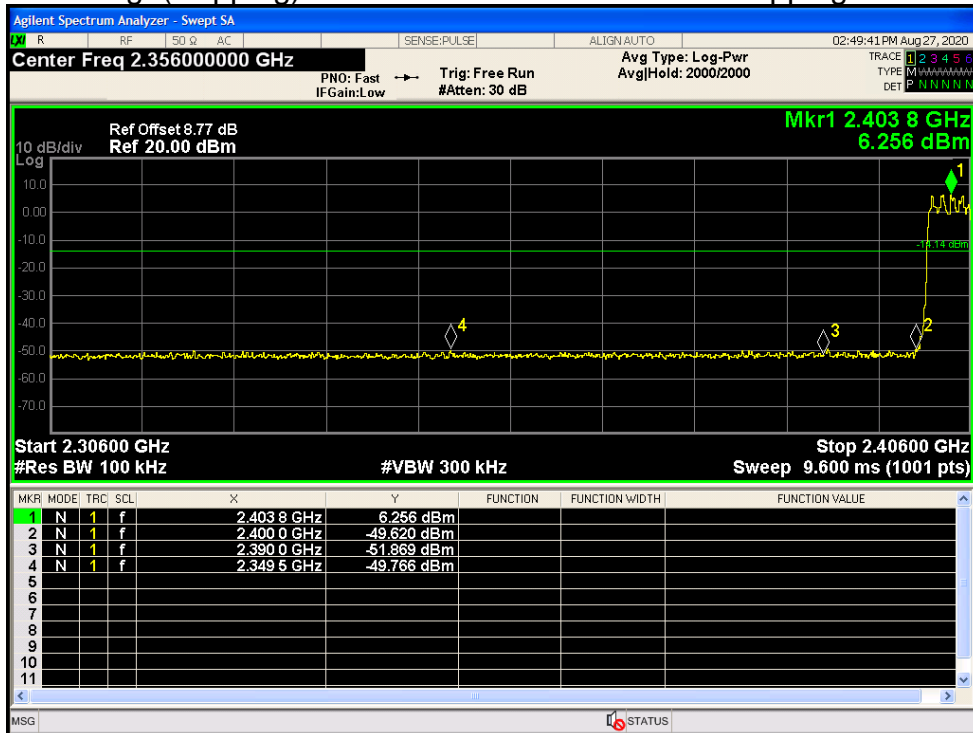 (Hopping)
Agilent Spectrum Analyzer - Swept SA
LXI R RF 50 Ω AC SENSE:PULSE ALIGN AUTO 02:49:41 PM Aug 27, 2020
Center Freq 2.356000000 GHz Avg Type: Log-Pwr TRACE 1 2 3 4 5 6
PNO: Fast Trig: Free Run Avg|Hold: 2000/2000 TYPE M
IFGain:Low #Atten: 30 dB DET P N N N N N
Ref Offset 8.77 dB Mkr1 2.403 8 GHz
10 dB/div Ref 20.00 dBm 6.256 dBm
Log
1
10.0
0.00
-10.0
-14.14 dBm
-20.0
-30.0
-40.0
4 3 2
-50.0
-60.0
-70.0
Start 2.30600 GHz Stop 2.40600 GHz
#Res BW 100 kHz #VBW 300 kHz Sweep 9.600 ms (1001 pts)
MKR MODE TRC SCL X Y FUNCTION FUNCTION WIDTH FUNCTION VALUE
1 N 1 f 2.403 8 GHz 6.256 dBm
2 N 1 f 2.400 0 GHz -49.620 dBm
3 N 1 f 2.390 0 GHz -51.869 dBm
4 N 1 f 2.349 5 GHz -49.766 dBm
5
6
7
8
9
10
11
MSG STATUS